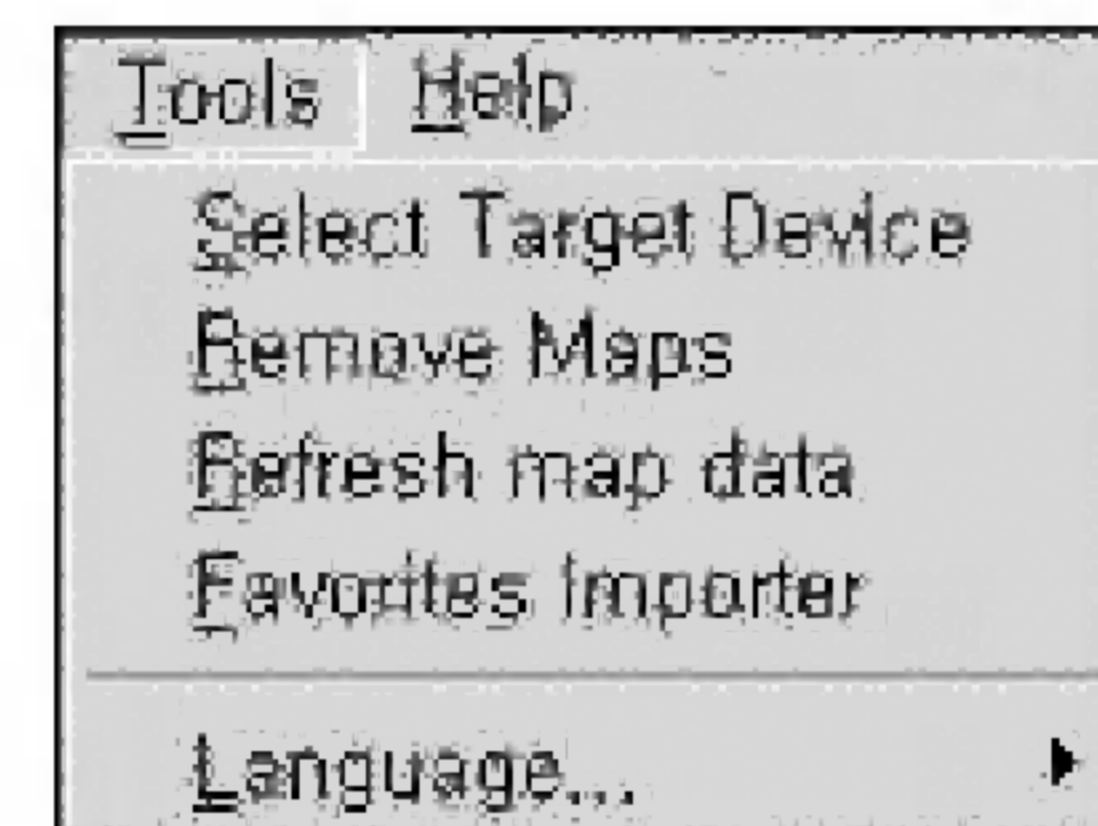 Tools Help
Select Target Device
Remove Maps
Refresh map data
Favorites Importer
Language...